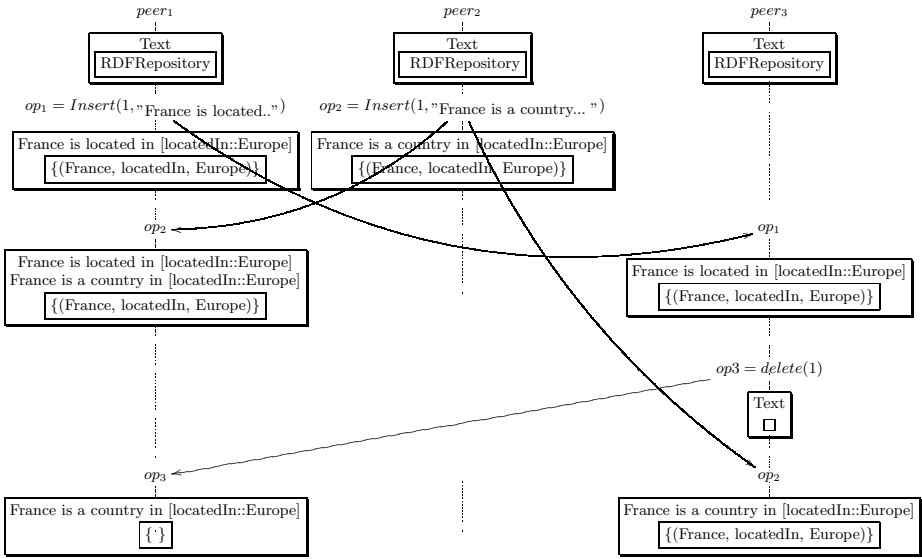 peer₁ peer₂ peer₃
Text Text Text
RDFRepository RDFRepository RDFRepository
op₁ = Insert(1, "France is located.." ) op₂ = Insert(1, "France is a country... ")
France is located in [locatedIn::Europe] France is a country in [locatedIn::Europe]
{(France, locatedIn, Europe)} {(France, locatedIn, Europe)}
op₂ op₁
France is located in [locatedIn::Europe]
France is a country in [locatedIn::Europe]
{(France, locatedIn, Europe)}
France is located in [locatedIn::Europe]
{(France, locatedIn, Europe)}
op3 = delete(1)
Text
op₃ op₂
France is a country in [locatedIn::Europe] France is a country in [locatedIn::Europe]
{ } {(France, locatedIn, Europe)}